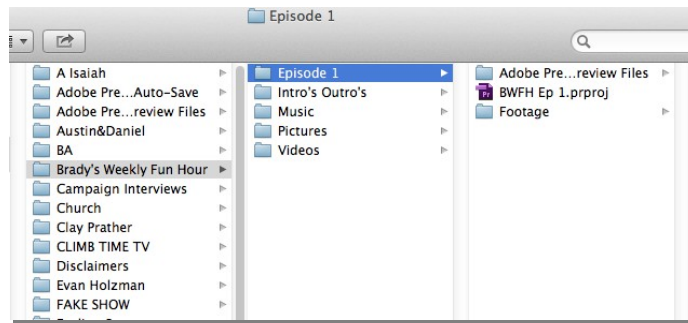 Episode 1
A Isaiah
Adobe Pre...Auto-Save
Adobe Pre...review Files
Austin&Daniel
BA
Brady's Weekly Fun Hour
Campaign Interviews
Church
Clay Prather
CLIMB TIME TV
Disclaimers
Evan Holzman
FAKE SHOW
Episode 1
Intro's Outro's
Music
Pictures
Videos
Adobe Pre...review Files
Pr BWFH Ep 1.prproj
Footage